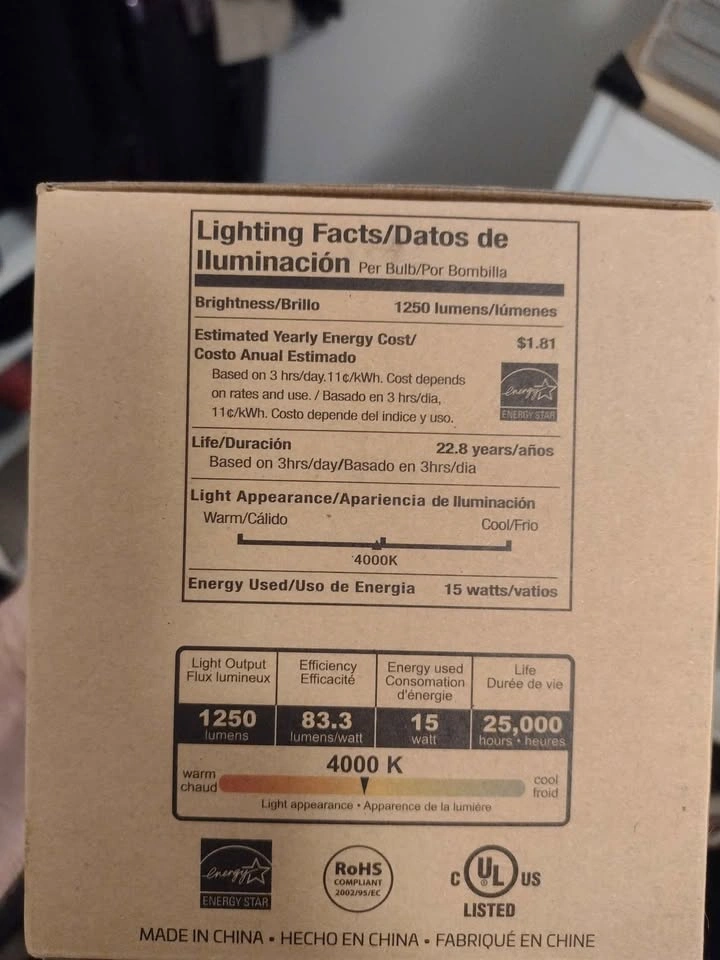 Lighting Facts/Datos de
Iluminación Per Bulb/Por Bombilla
Brightness/Brillo 1250 lumens/lúmenes
Estimated Yearly Energy Cost/ $1.81
Costo Anual Estimado
Based on 3 hrs/day.11¢/kWh. Cost depends
on rates and use. / Basado en 3 hrs/dia,
11¢/kWh. Costo depende del indice y uso.
energy
ENERGY STAR
Life/Duración 22.8 years/años
Based on 3hrs/day/Basado en 3hrs/dia
Light Appearance/Apariencia de Iluminación
Warm/Cálido Cool/Frio
4000K
Energy Used/Uso de Energia 15 watts/vatios
Light Output Efficiency Energy used Life
Flux lumineux Efficacité Consomation Durée de vie
d'énergie
1250 83.3 15 25,000
lumens lumens/watt watt hours • heures
4000 K
warm cool
chaud froid
Light appearance • Apparence de la lumière
energy
ENERGY STAR
RoHS
COMPLIANT
2002/95/EC
C UL US
LISTED
MADE IN CHINA • HECHO EN CHINA • FABRIQUÉ EN CHINE